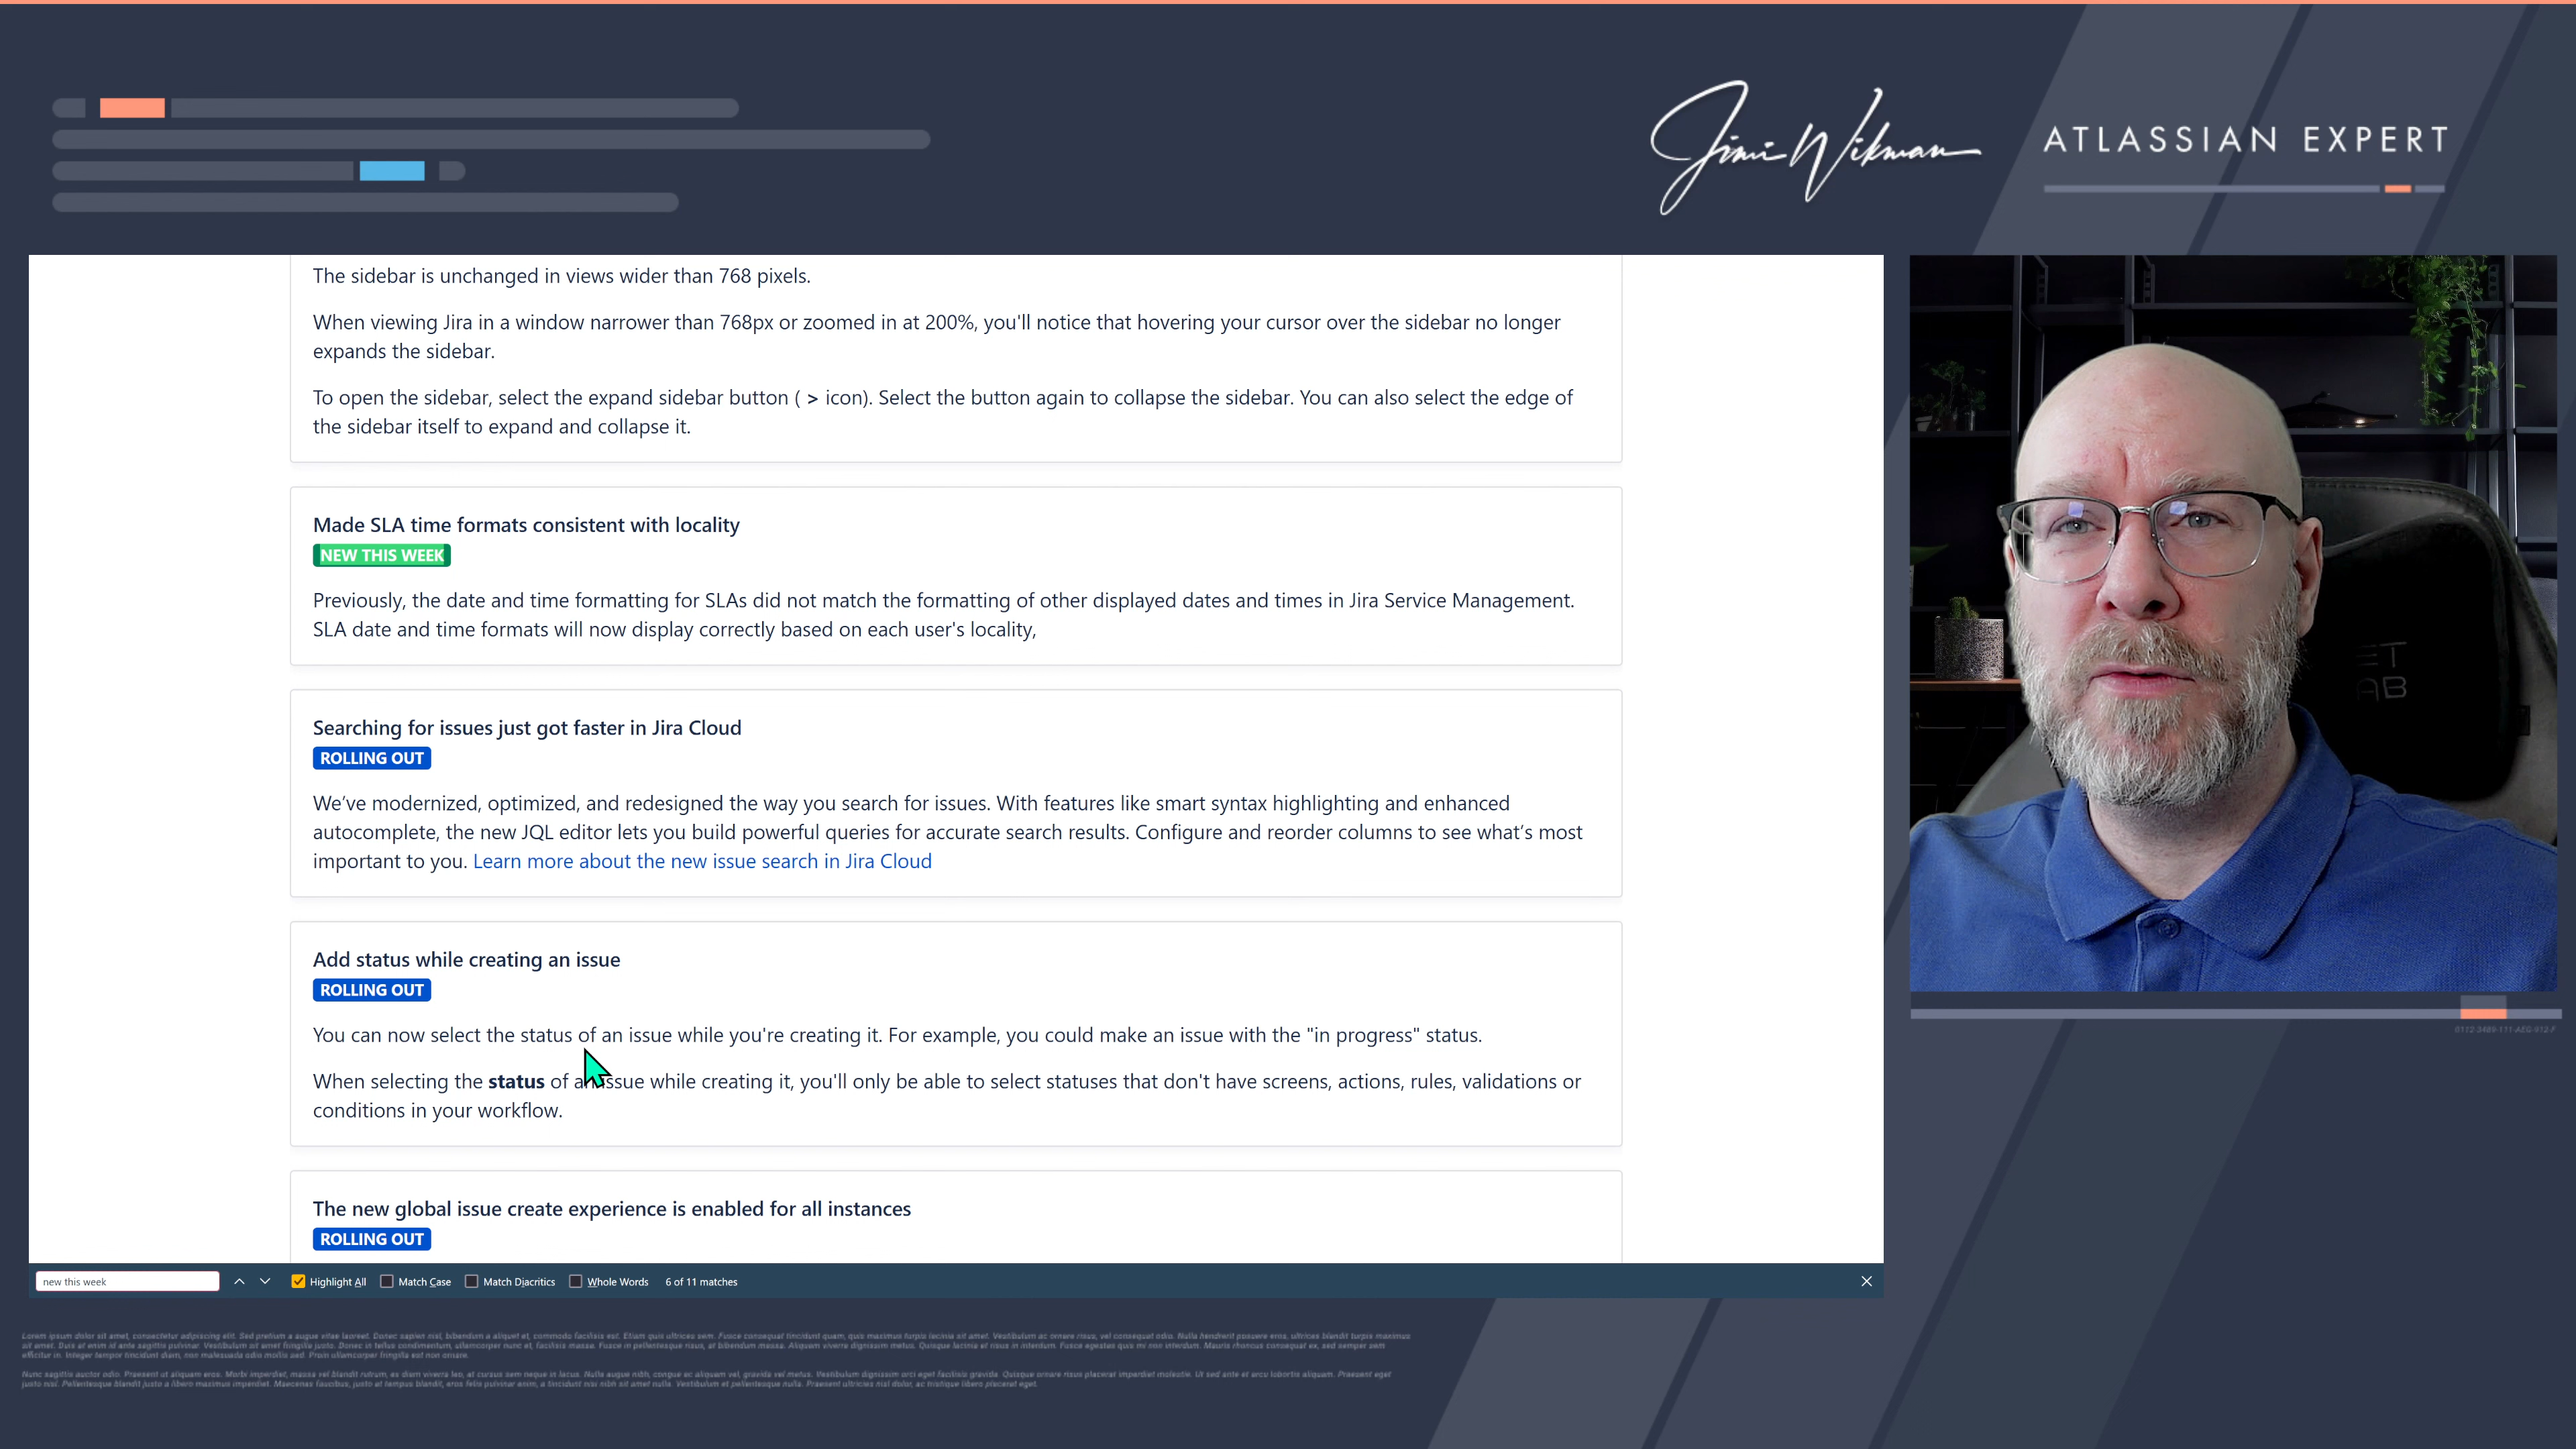 Jimi Wikman
ATLASSIAN EXPERT
The sidebar is unchanged in views wider than 768 pixels.
When viewing Jira in a window narrower than 768px or zoomed in at 200%, you'll notice that hovering your cursor over the sidebar no longer
expands the sidebar.
To open the sidebar, select the expand sidebar button ( > icon). Select the button again to collapse the sidebar. You can also select the edge of
the sidebar itself to expand and collapse it.
Made SLA time formats consistent with locality
NEW THIS WEEK
Previously, the date and time formatting for SLAs did not match the formatting of other displayed dates and times in Jira Service Management.
SLA date and time formats will now display correctly based on each user's locality,
Searching for issues just got faster in Jira Cloud
ROLLING OUT
We’ve modernized, optimized, and redesigned the way you search for issues. With features like smart syntax highlighting and enhanced
autocomplete, the new JQL editor lets you build powerful queries for accurate search results. Configure and reorder columns to see what’s most
important to you. Learn more about the new issue search in Jira Cloud
Add status while creating an issue
ROLLING OUT
You can now select the status of an issue while you're creating it. For example, you could make an issue with the "in progress" status.
When selecting the status of a issue while creating it, you'll only be able to select statuses that don't have screens, actions, rules, validations or
conditions in your workflow.
The new global issue create experience is enabled for all instances
ROLLING OUT
new this week
Highlight All
Match Case
Match Diacritics
Whole Words
6 of 11 matches